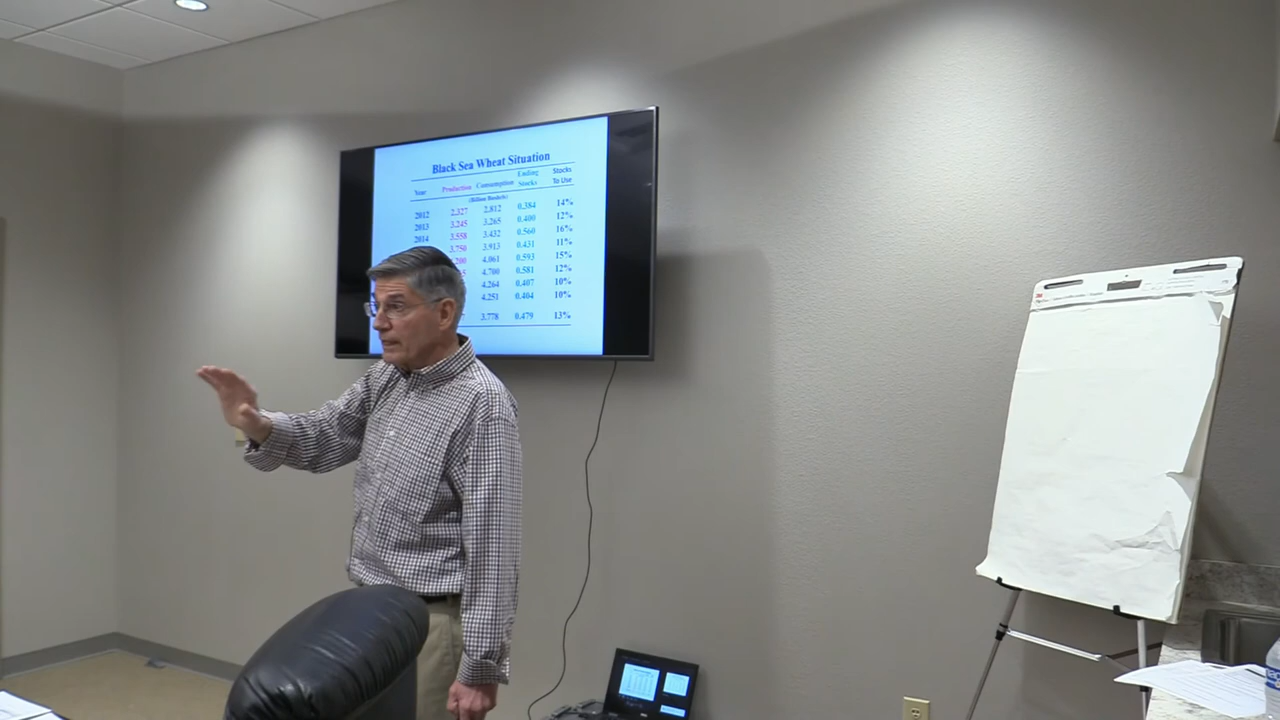 Black Sea Wheat Situation
Year Production Consumption Ending Stocks Stocks To Use
(Billion Bushels)
2012 2.327 2.812 0.384 14%
2013 3.245 3.265 0.400 12%
2014 3.558 3.432 0.560 16%
3.750 3.913 0.431 11%
.200 4.061 0.593 15%
4.700 0.581 12%
4.264 0.407 10%
4.251 0.404 10%
3.778 0.479 13%
3M